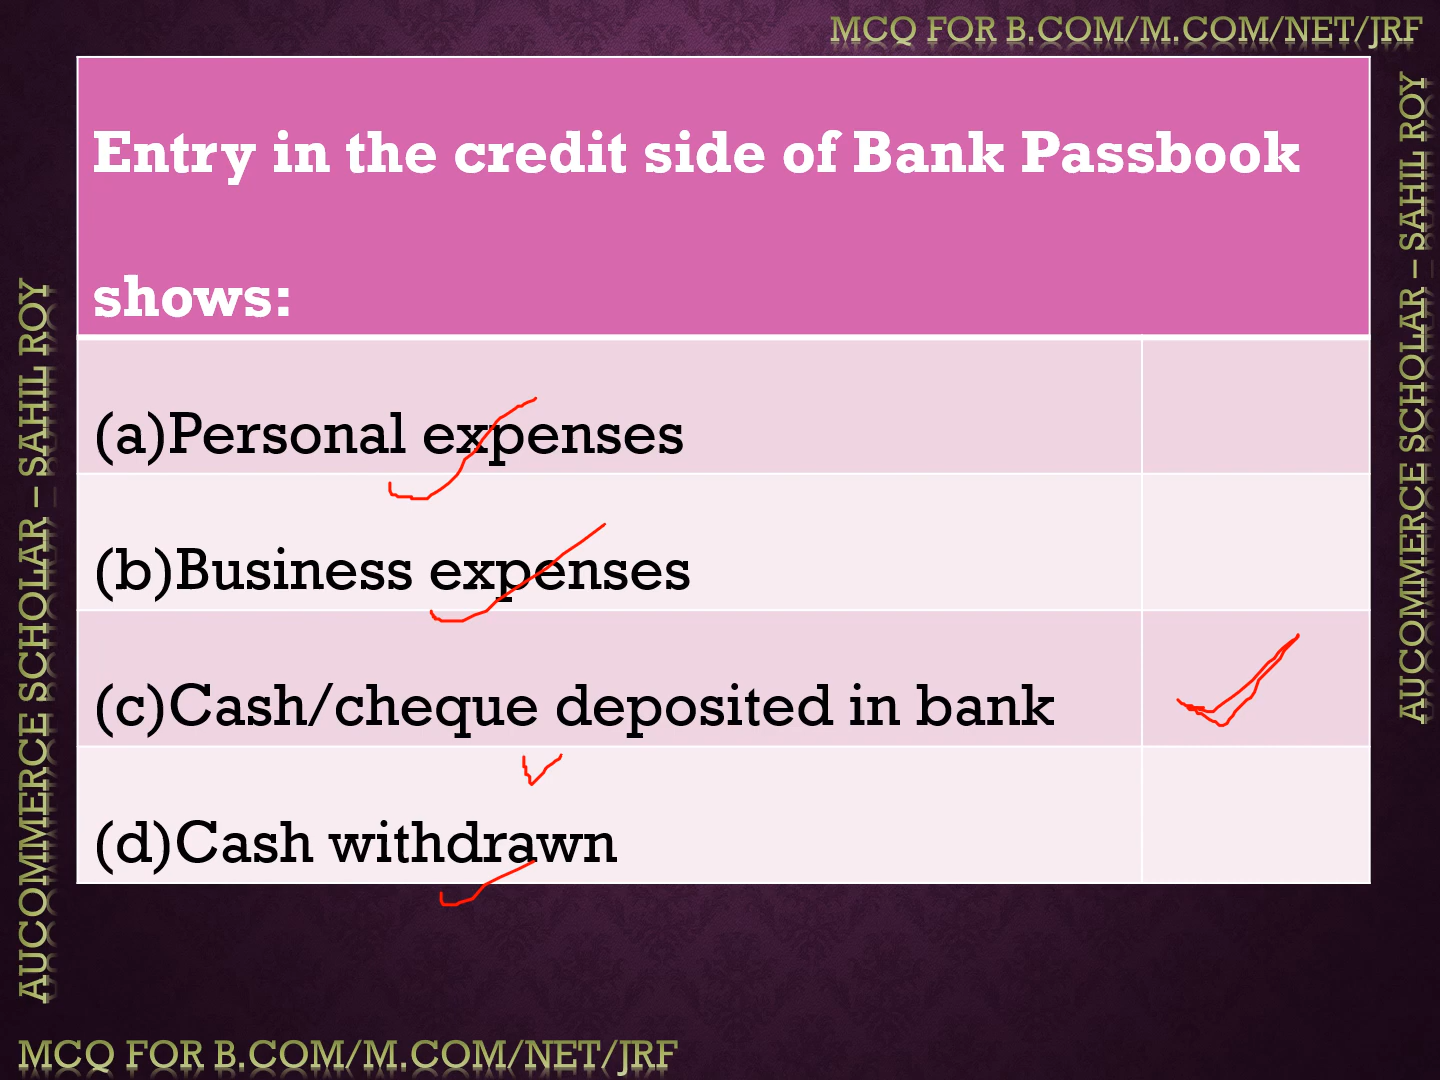 MCQ FOR B.COM/M.COM/NET/JRF
Entry in the credit side of Bank Passbook
shows:
(a)Personal expenses
(b)Business expenses
(c)Cash/cheque deposited in bank
(d)Cash withdrawn
AUCOMMERCE SCHOLAR – SAHIL ROY
AUCOMMERCE SCHOLAR – SAHIL ROY
MCQ FOR B.COM/M.COM/NET/JRF